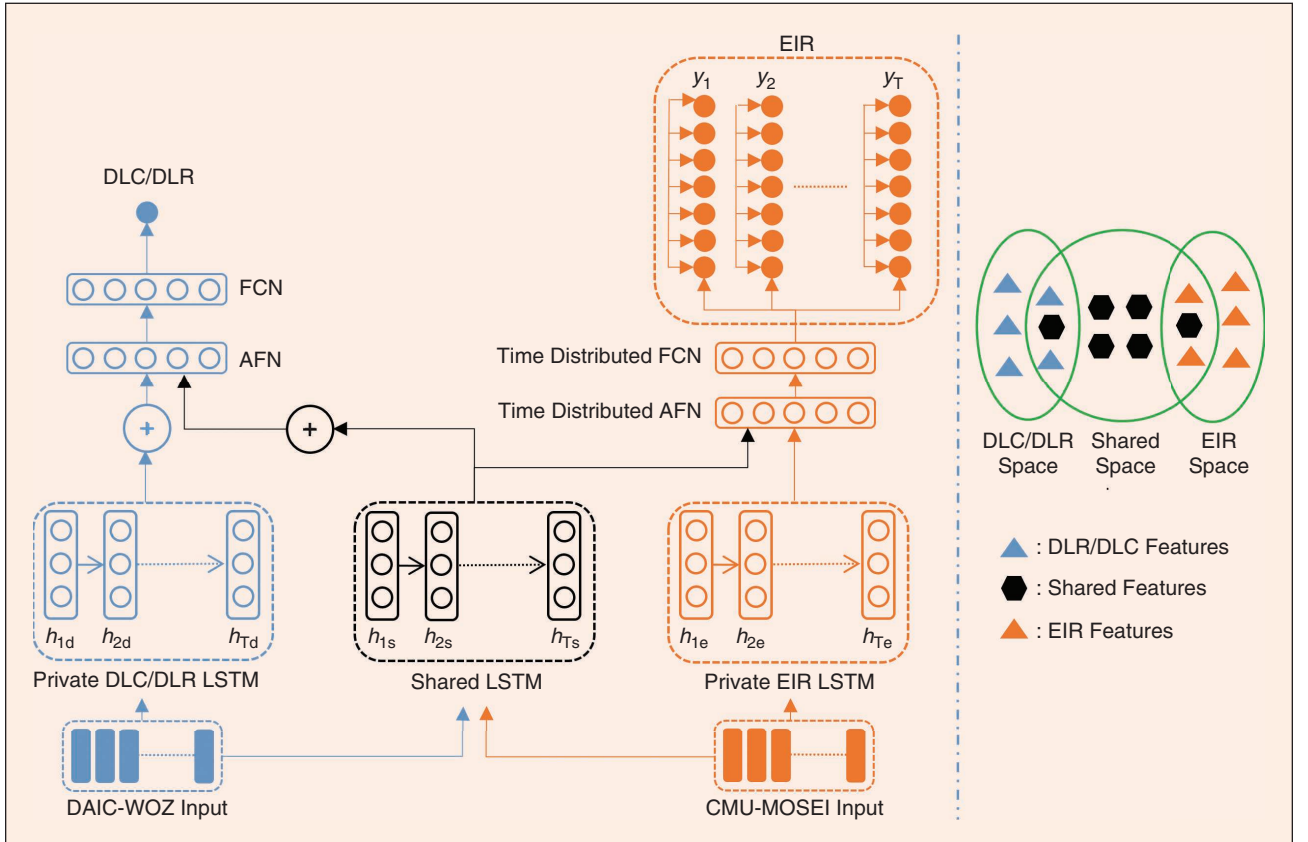 EIR
y1 y2 yT
DLC/DLR
FCN
AFN
Time Distributed FCN
Time Distributed AFN
+
+
h1d h2d hTd
h1s h2s hTs
h1e h2e hTe
Private DLC/DLR LSTM
Shared LSTM
Private EIR LSTM
DAIC-WOZ Input
CMU-MOSEI Input
DLC/DLR
Space
Shared
Space
EIR
Space
: DLR/DLC Features
: Shared Features
: EIR Features